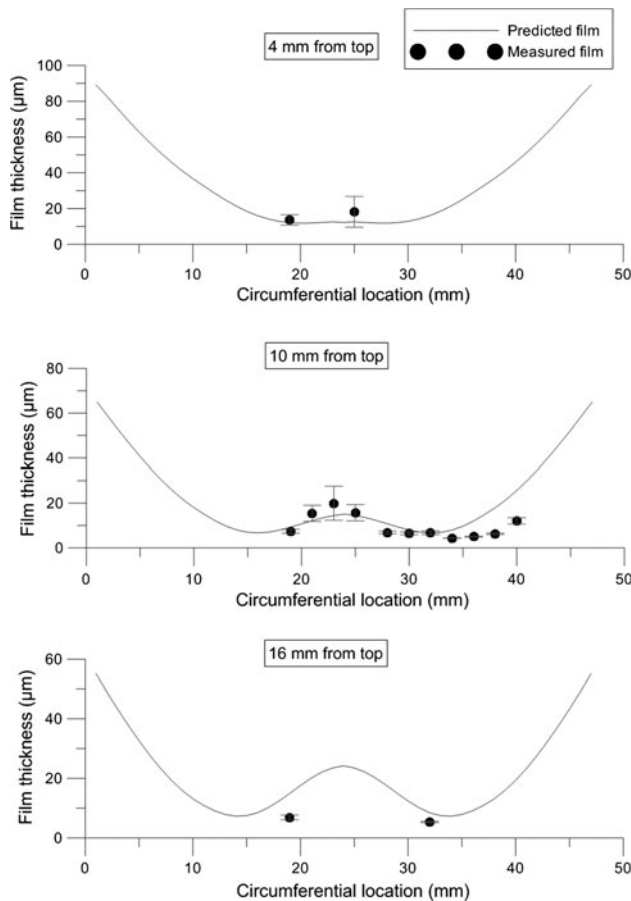 4 mm from top
Predicted film
Measured film
Film thickness (µm)
100
80
60
40
20
0
0 10 20 30 40 50
Circumferential location (mm)
10 mm from top
Film thickness (µm)
80
60
40
20
0
0 10 20 30 40 50
Circumferential location (mm)
16 mm from top
Film thickness (µm)
60
40
20
0
0 10 20 30 40 50
Circumferential location (mm)